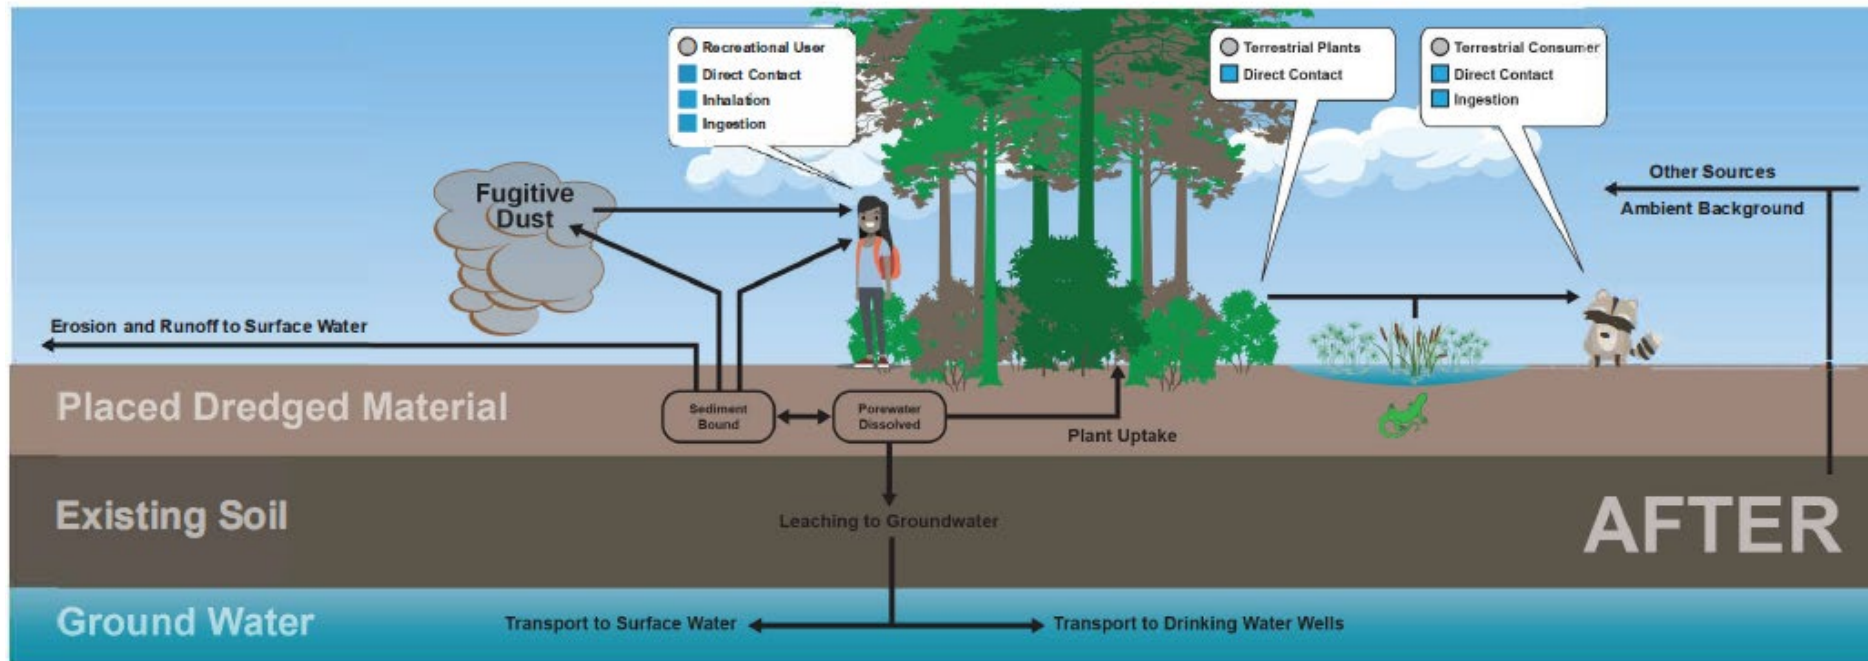 Recreational User
Direct Contact
Inhalation
Ingestion
Terrestrial Plants
Direct Contact
Terrestrial Consumer
Direct Contact
Ingestion
Fugitive
Dust
Other Sources
Ambient Background
Erosion and Runoff to Surface Water
Placed Dredged Material
Sediment
Bound
Porewater
Dissolved
Plant Uptake
Existing Soil
Leaching to Groundwater
AFTER
Ground Water
Transport to Surface Water
Transport to Drinking Water Wells